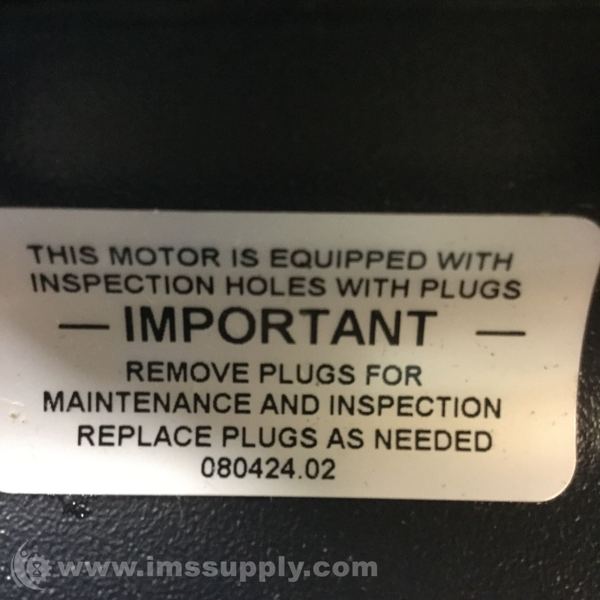 THIS MOTOR IS EQUIPPED WITH
INSPECTION HOLES WITH PLUGS
— IMPORTANT —
REMOVE PLUGS FOR
MAINTENANCE AND INSPECTION
REPLACE PLUGS AS NEEDED
080424.02
www.imssupply.com